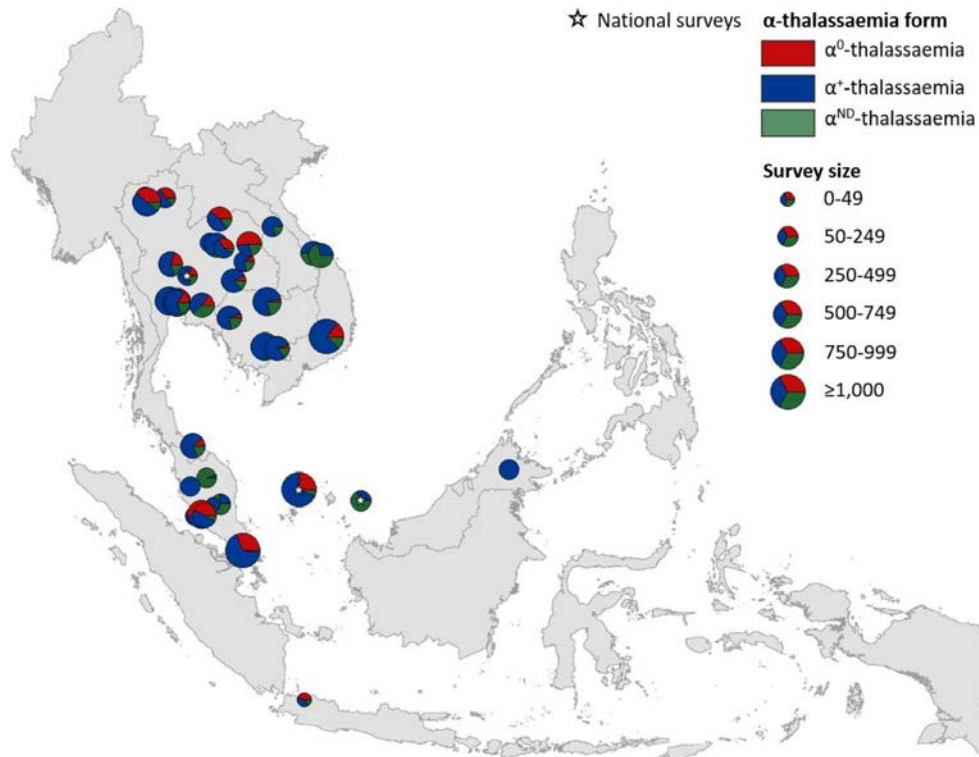 ☆ National surveys
α-thalassaemia form
α⁰-thalassaemia
α⁺-thalassaemia
αᴺᴰ-thalassaemia
Survey size
0-49
50-249
250-499
500-749
750-999
≥1,000